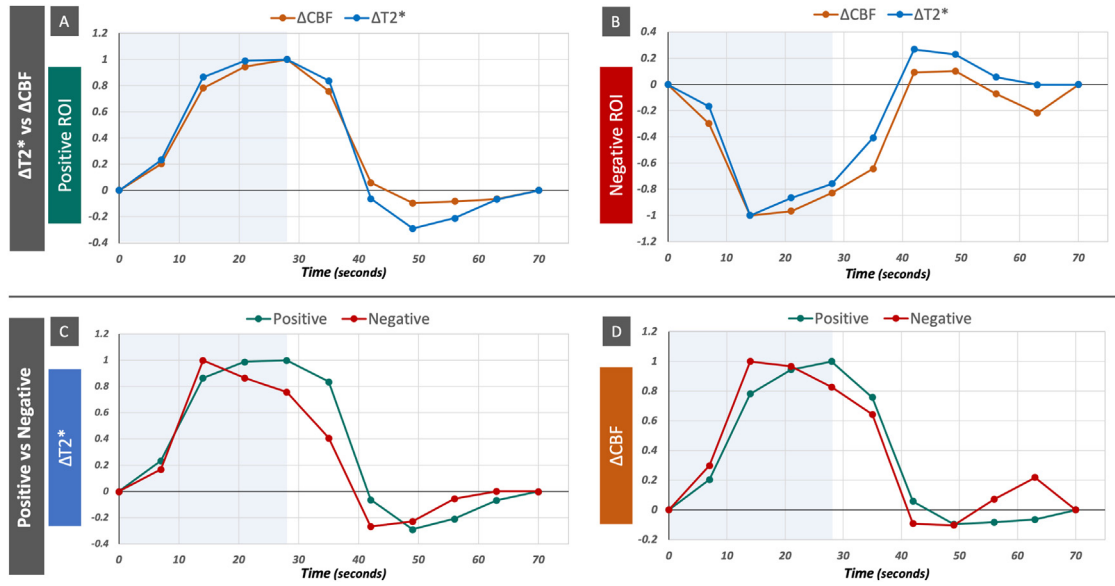 ΔT2* vs ΔCBF
A
Positive ROI
ΔCBF ΔT2*
1.2
1
0.8
0.6
0.4
0.2
0
-0.2
-0.4
0 10 20 30 40 50 60 70
Time (seconds)
B
Negative ROI
ΔCBF ΔT2*
0.4
0.2
0
-0.2
-0.4
-0.6
-0.8
-1
-1.2
0 10 20 30 40 50 60 70
Time (seconds)
Positive vs Negative
C
ΔT2*
Positive Negative
1.2
1
0.8
0.6
0.4
0.2
0
-0.2
-0.4
0 10 20 30 40 50 60 70
Time (seconds)
D
ΔCBF
Positive Negative
1.2
1
0.8
0.6
0.4
0.2
0
-0.2
0 10 20 30 40 50 60 70
Time (seconds)